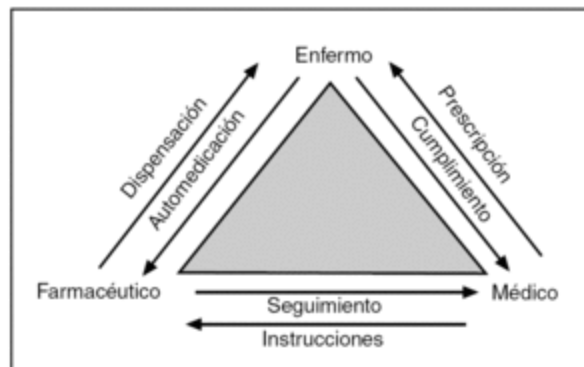 Enfermo
Dispensación
Automedicación
Prescripción
Cumplimiento
Farmacéutico
Médico
Seguimiento
Instrucciones